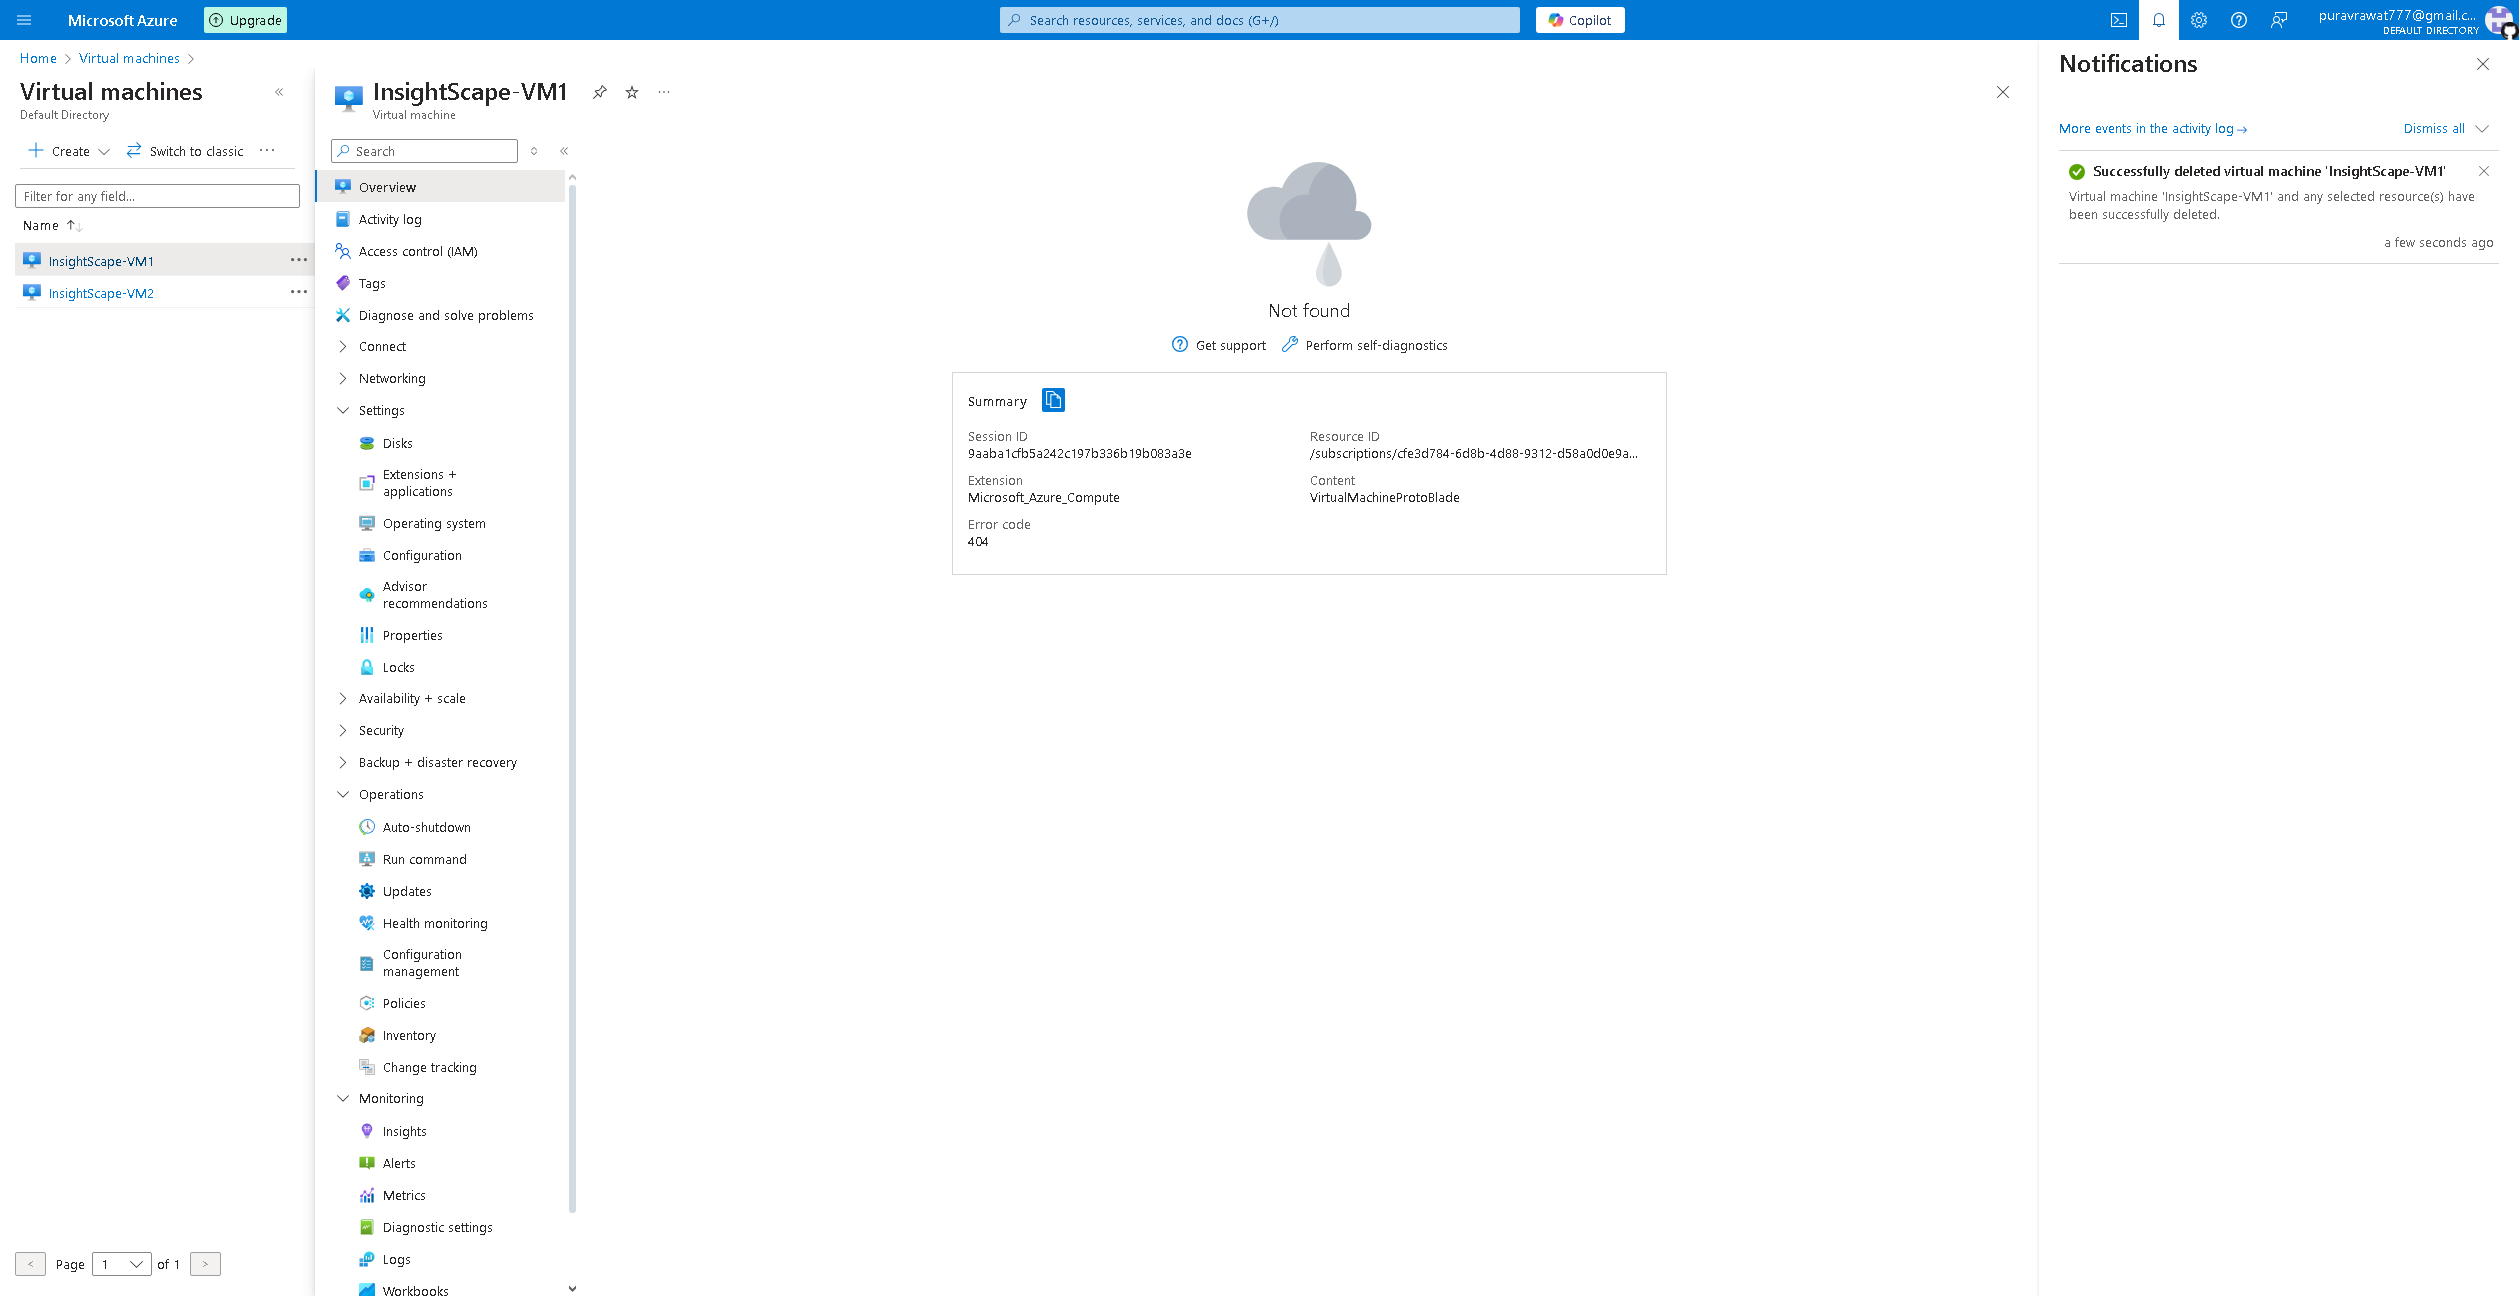 Microsoft Azure
Upgrade
Search resources, services, and docs (G+/)
Copilot
puravrawat777@gmail.c...
DEFAULT DIRECTORY
Home > Virtual machines >
Virtual machines
Default Directory
Create
Switch to classic
Filter for any field...
Name
InsightScape-VM1
InsightScape-VM2
< Page 1 of 1 >
InsightScape-VM1
Virtual machine
Search
Overview
Activity log
Access control (IAM)
Tags
Diagnose and solve problems
Connect
Networking
Settings
Disks
Extensions +
applications
Operating system
Configuration
Advisor
recommendations
Properties
Locks
Availability + scale
Security
Backup + disaster recovery
Operations
Auto-shutdown
Run command
Updates
Health monitoring
Configuration
management
Policies
Inventory
Change tracking
Monitoring
Insights
Alerts
Metrics
Diagnostic settings
Logs
Workbooks
Not found
Get support
Perform self-diagnostics
Summary
Session ID
9aaba1cfb5a242c197b336b19b083a3e
Resource ID
/subscriptions/cfe3d784-6d8b-4d88-9312-d58a0d0e9a...
Extension
Microsoft_Azure_Compute
Content
VirtualMachineProtoBlade
Error code
404
Notifications
More events in the activity log →
Dismiss all
Successfully deleted virtual machine 'InsightScape-VM1'
Virtual machine 'InsightScape-VM1' and any selected resource(s) have
been successfully deleted.
a few seconds ago